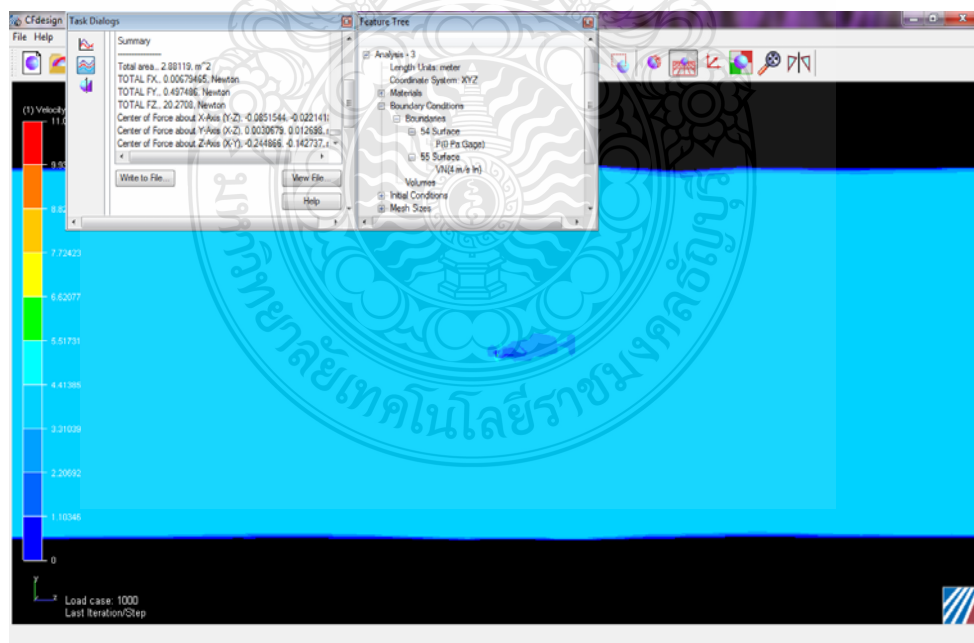 CFdesign
Task Dialogs
Feature Tree
File Help
Summary
Total area., 2.88119, m^2
TOTAL FX., 0.00679465, Newton
TOTAL FY., 0.497486, Newton
TOTAL FZ., 20.2708, Newton
Center of Force about X-Axis (Y-Z), -0.0851544, -0.022141
Center of Force about Y-Axis (X-Z), 0.0030679, 0.012698,
Center of Force about Z-Axis (X-Y), -0.244866, -0.142737,
Write to File...
View File...
Help
Analysis - 3
Length Units: meter
Coordinate System: XYZ
Materials
Boundary Conditions
Boundaries
54 Surface
P(0 Pa Gage)
55 Surface
VN(4 m/s In)
Volumes
Initial Conditions
Mesh Sizes
(1) Velocity
11.0
9.93
8.82
7.72423
6.62077
5.51731
4.41385
3.31039
2.20692
1.10346
0
Y
Z
Load case: 1000
Last Iteration/Step
มหาวิทยาลัยเทคโนโลยีราชมงคลธัญบุรี